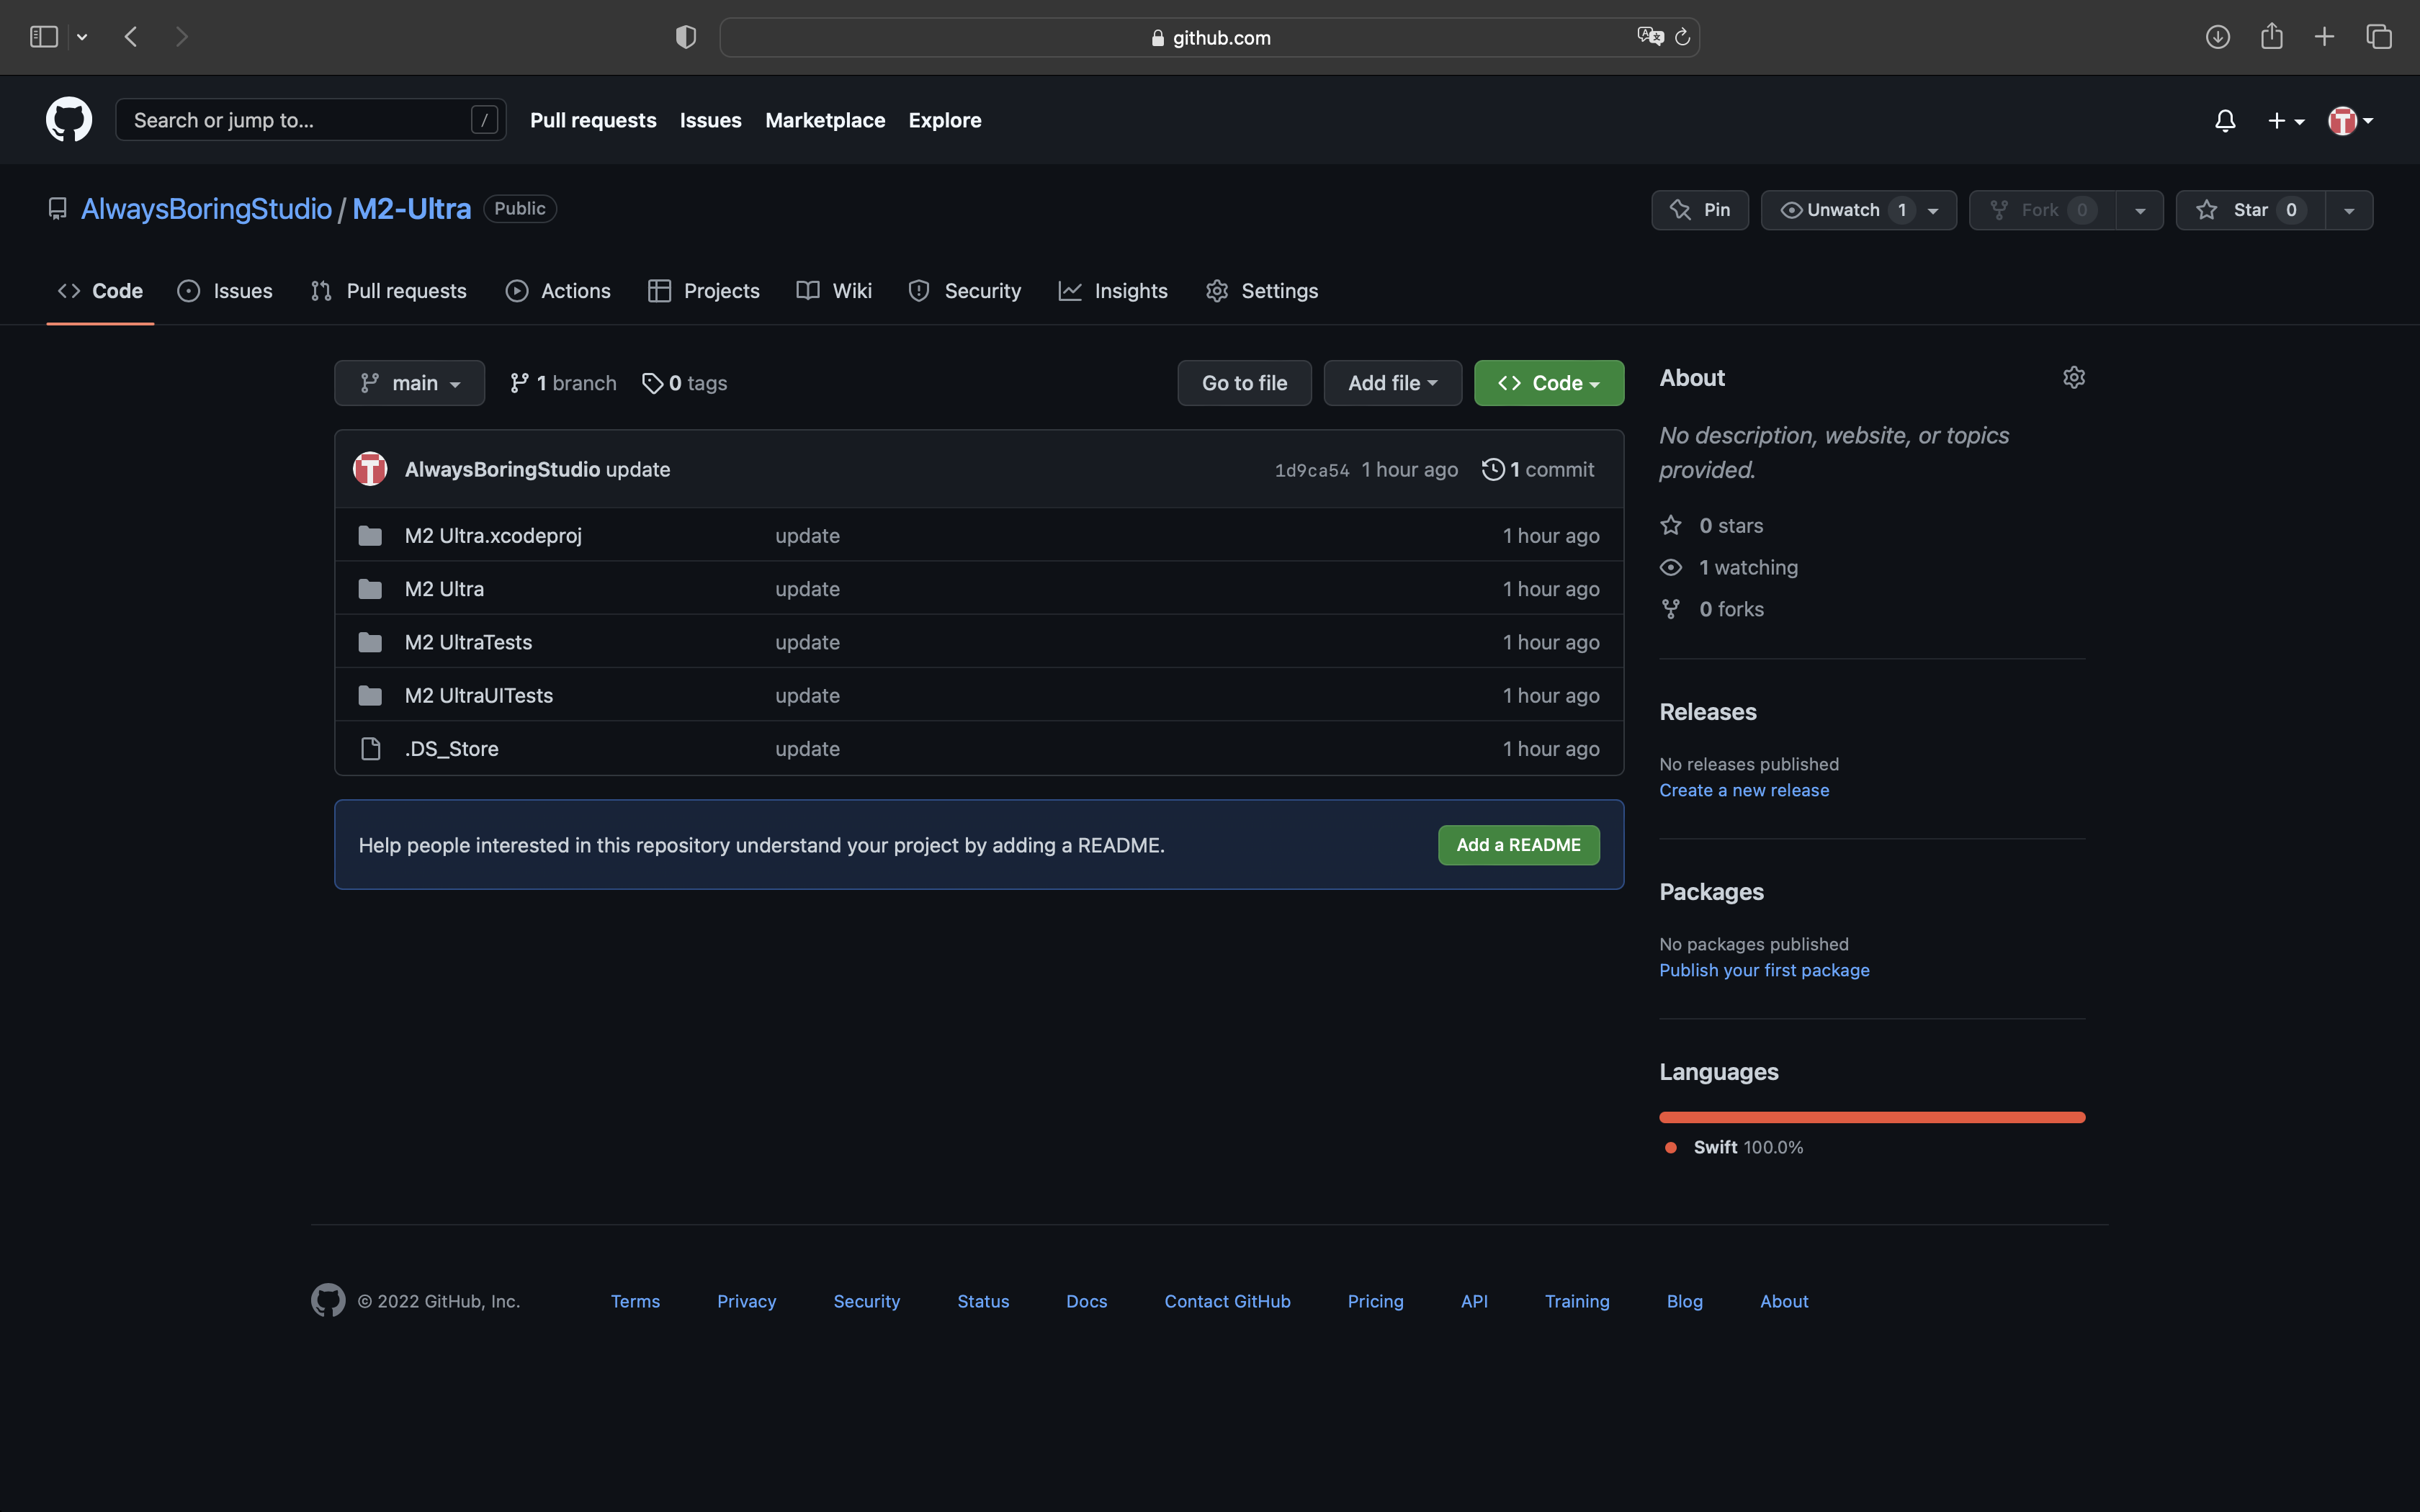 github.com
Search or jump to... /
Pull requests Issues Marketplace Explore
AlwaysBoringStudio / M2-Ultra Public
Pin Unwatch 1 Fork 0 Star 0
Code Issues Pull requests Actions Projects Wiki Security Insights Settings
main 1 branch 0 tags Go to file Add file Code
AlwaysBoringStudio update 1d9ca54 1 hour ago 1 commit
M2 Ultra.xcodeproj update 1 hour ago
M2 Ultra update 1 hour ago
M2 UltraTests update 1 hour ago
M2 UltraUITests update 1 hour ago
.DS_Store update 1 hour ago
Help people interested in this repository understand your project by adding a README. Add a README
About
No description, website, or topics
provided.
0 stars
1 watching
0 forks
Releases
No releases published
Create a new release
Packages
No packages published
Publish your first package
Languages
Swift 100.0%
© 2022 GitHub, Inc. Terms Privacy Security Status Docs Contact GitHub Pricing API Training Blog About